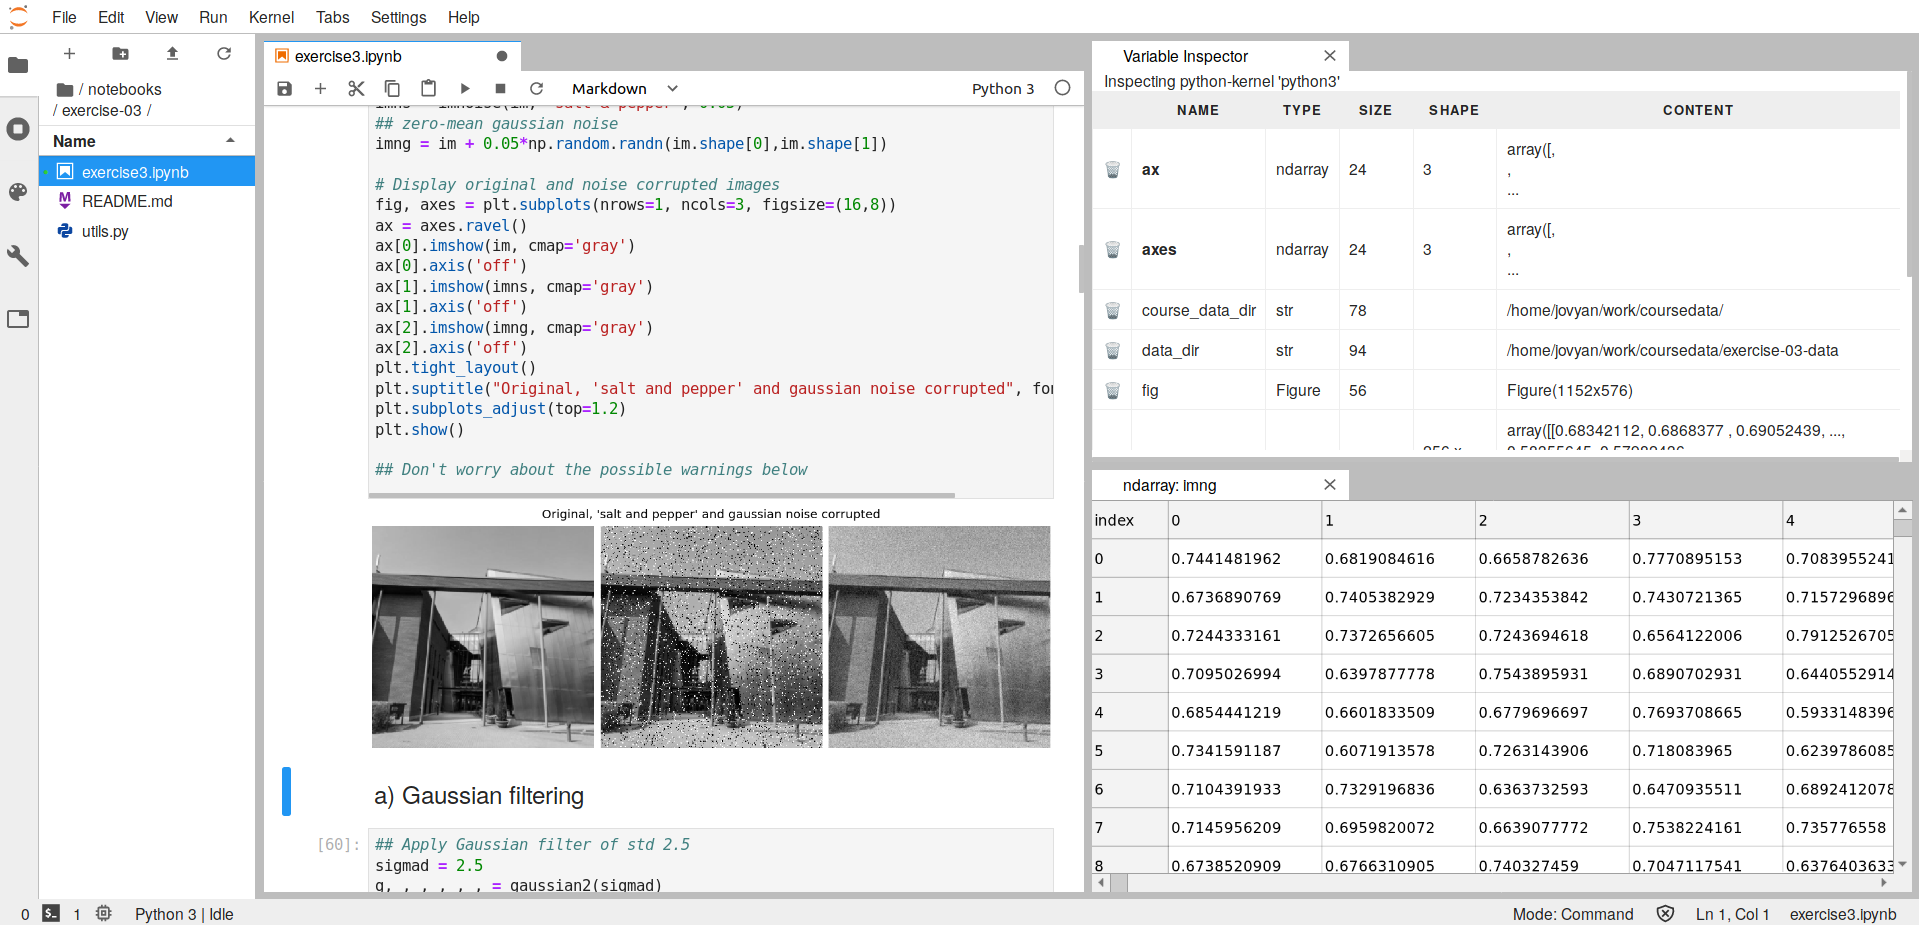 File Edit View Run Kernel Tabs Settings Help
/ notebooks
/ exercise-03 /
Name
exercise3.ipynb
README.md
utils.py
exercise3.ipynb
Markdown
Python 3
## zero-mean gaussian noise
imng = im + 0.05*np.random.randn(im.shape[0],im.shape[1])
# Display original and noise corrupted images
fig, axes = plt.subplots(nrows=1, ncols=3, figsize=(16,8))
ax = axes.ravel()
ax[0].imshow(im, cmap='gray')
ax[0].axis('off')
ax[1].imshow(imns, cmap='gray')
ax[1].axis('off')
ax[2].imshow(imng, cmap='gray')
ax[2].axis('off')
plt.tight_layout()
plt.suptitle("Original, 'salt and pepper' and gaussian noise corrupted", for
plt.subplots_adjust(top=1.2)
plt.show()
## Don't worry about the possible warnings below
Original, 'salt and pepper' and gaussian noise corrupted
a) Gaussian filtering
[60]:
## Apply Gaussian filter of std 2.5
sigmad = 2.5
g,_,_,_,_,_ = gaussian2(sigmad)
Variable Inspector
Inspecting python-kernel 'python3'
NAME TYPE SIZE SHAPE CONTENT
ax ndarray 24 3 array([,
,
...
axes ndarray 24 3 array([,
,
...
course_data_dir str 78 /home/jovyan/work/coursedata/
data_dir str 94 /home/jovyan/work/coursedata/exercise-03-data
fig Figure 56 Figure(1152x576)
array([[0.68342112, 0.6868377 , 0.69052439, ...,
ndarray: imng
index 0 1 2 3 4
0 0.7441481962 0.6819084616 0.6658782636 0.7770895153 0.7083955241
1 0.6736890769 0.7405382929 0.7234353842 0.7430721365 0.7157296896
2 0.7244333161 0.7372656605 0.7243694618 0.6564122006 0.7912526705
3 0.7095026994 0.6397877778 0.7543895931 0.6890702931 0.6440552914
4 0.6854441219 0.6601833509 0.6779696697 0.7693708665 0.5933148396
5 0.7341591187 0.6071913578 0.7263143906 0.718083965 0.6239786085
6 0.7104391933 0.7329196836 0.6363732593 0.6470935511 0.6892412078
7 0.7145956209 0.6959820072 0.6639077772 0.7538224161 0.735776558
8 0.6738520909 0.6766310905 0.740327459 0.7047117541 0.6376403633
0 1 Python 3 | Idle
Mode: Command Ln 1, Col 1 exercise3.ipynb